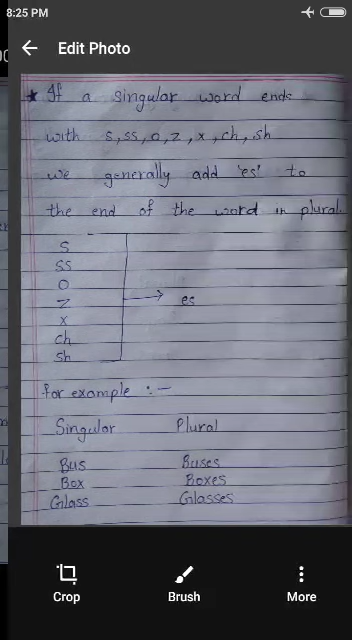 8:25 PM
Edit Photo
★ If a singular word ends
with s, ss, o, z, x, ch, sh
we generally add 'es' to
the end of the word in plural.
s
ss
o
z → es
x
ch
sh
for example :-
Singular Plural
Bus Buses
Box Boxes
Glass Glasses
Crop Brush More